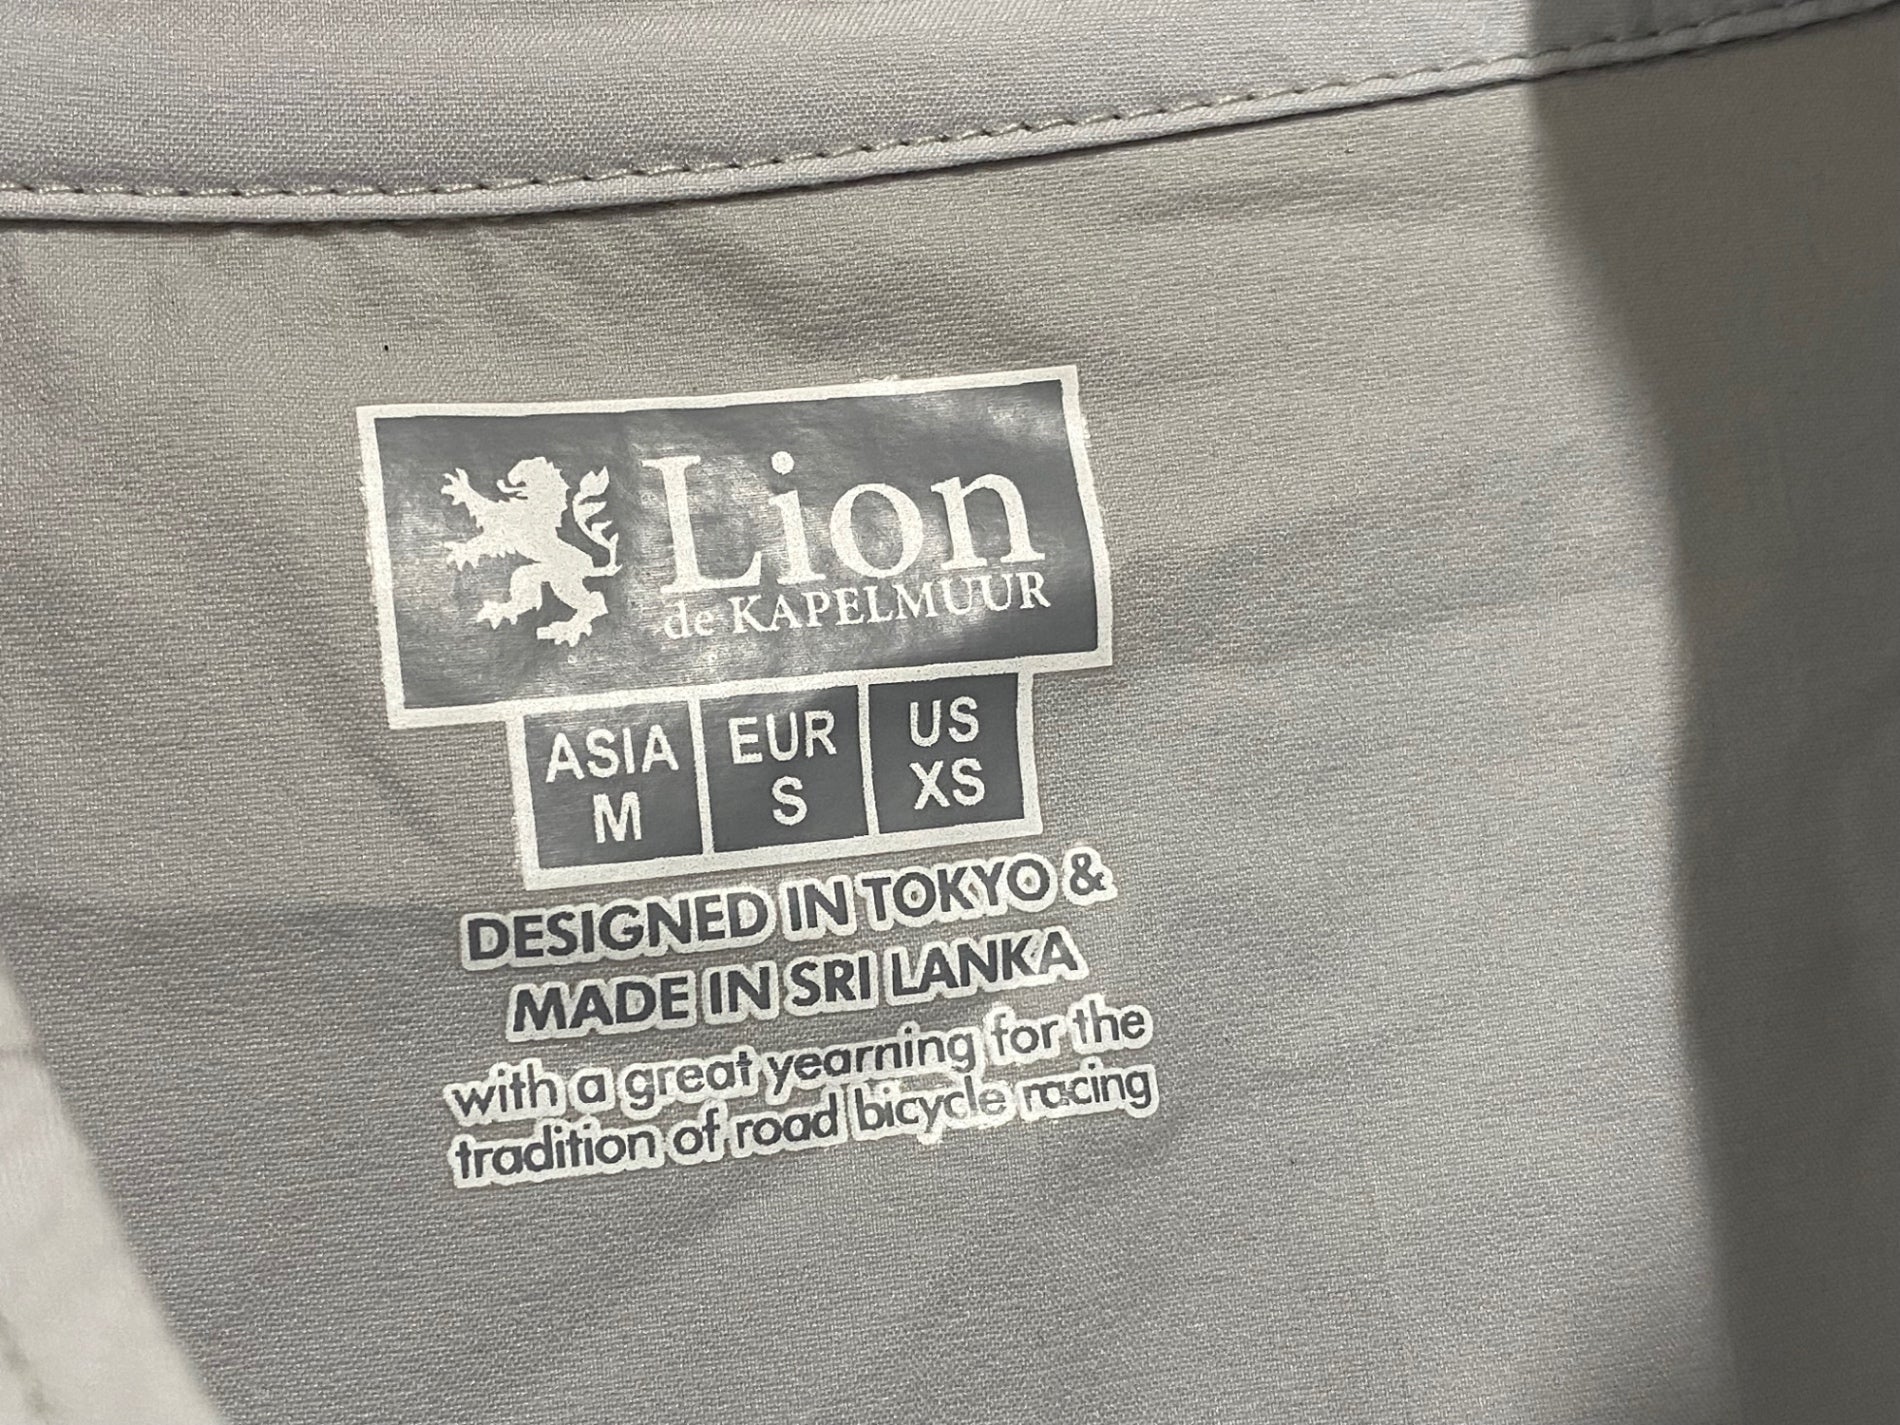 Lion
de KAPELMUUR
ASIA EUR US
M S XS
DESIGNED IN TOKYO &
MADE IN SRI LANKA
with a great yearning for the
tradition of road bicycle racing